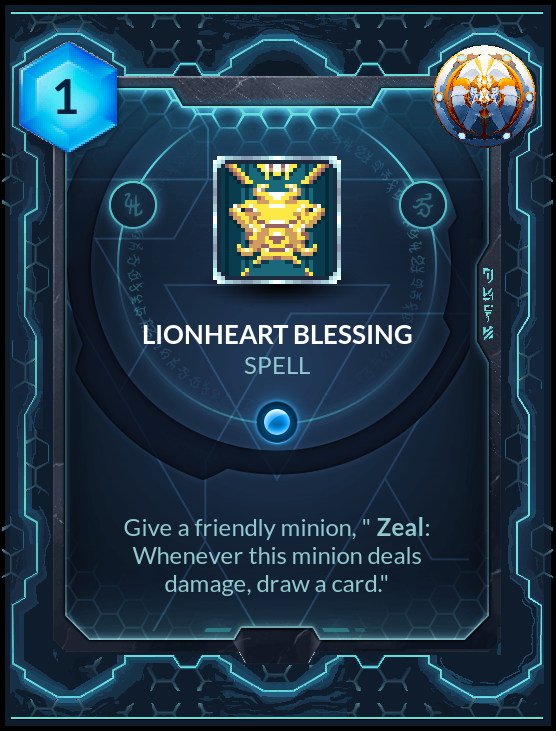 1
LIONHEART BLESSING
SPELL
Give a friendly minion, " Zeal:
Whenever this minion deals
damage, draw a card."